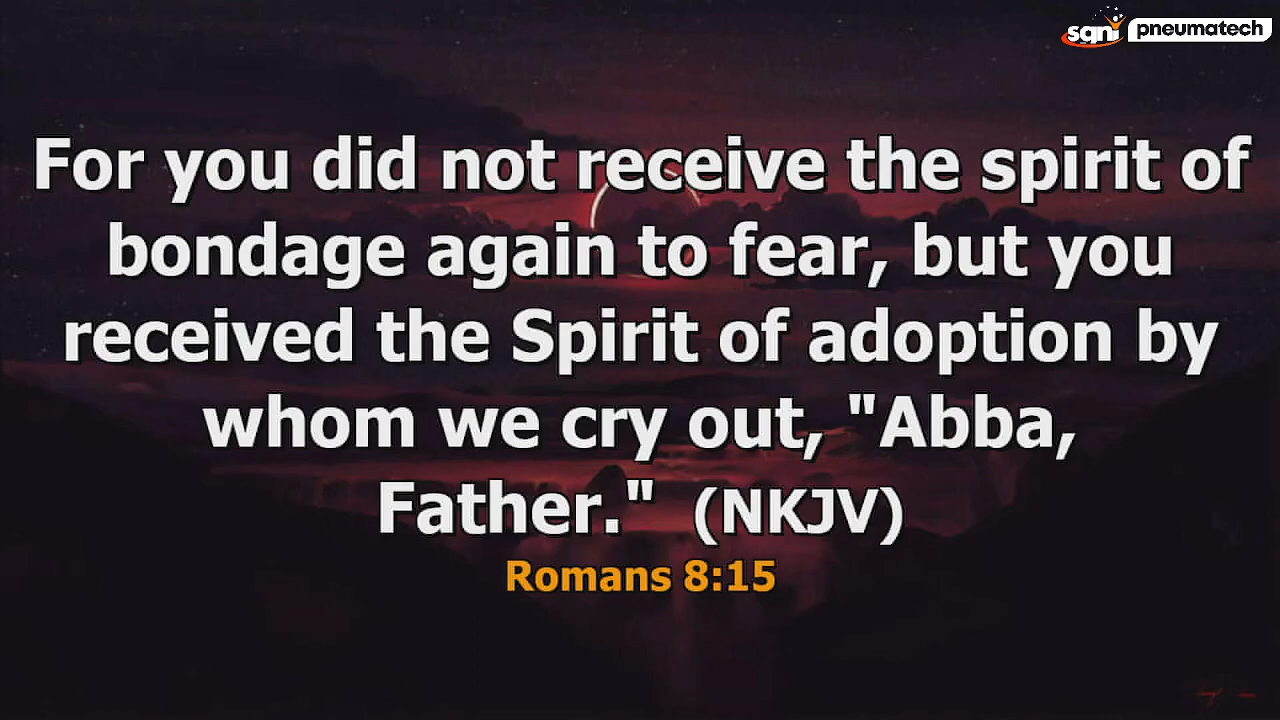 sqni pneumatech
For you did not receive the spirit of
bondage again to fear, but you
received the Spirit of adoption by
whom we cry out, "Abba,
Father."  (NKJV)
Romans 8:15